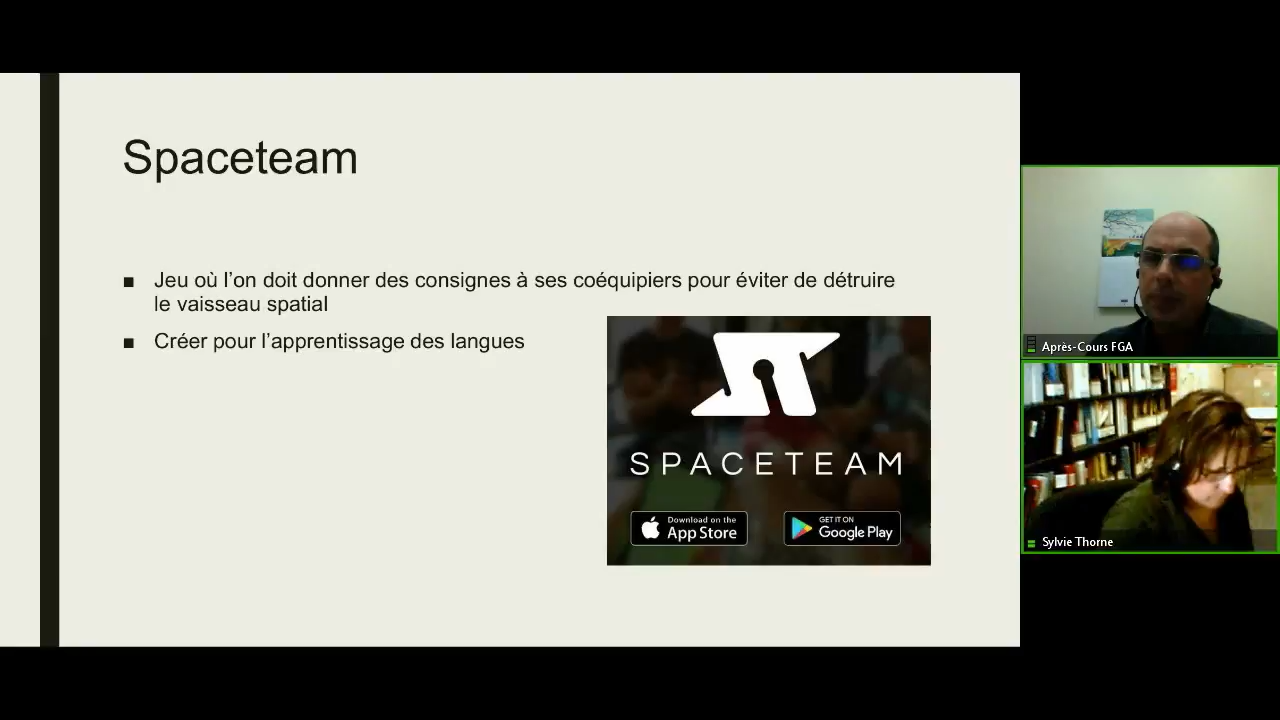 Spaceteam
■ Jeu où l’on doit donner des consignes à ses coéquipiers pour éviter de détruire
le vaisseau spatial
■ Créer pour l’apprentissage des langues
SPACETEAM
Download on the
App Store
GET IT ON
Google Play
Après-Cours FGA
Sylvie Thorne